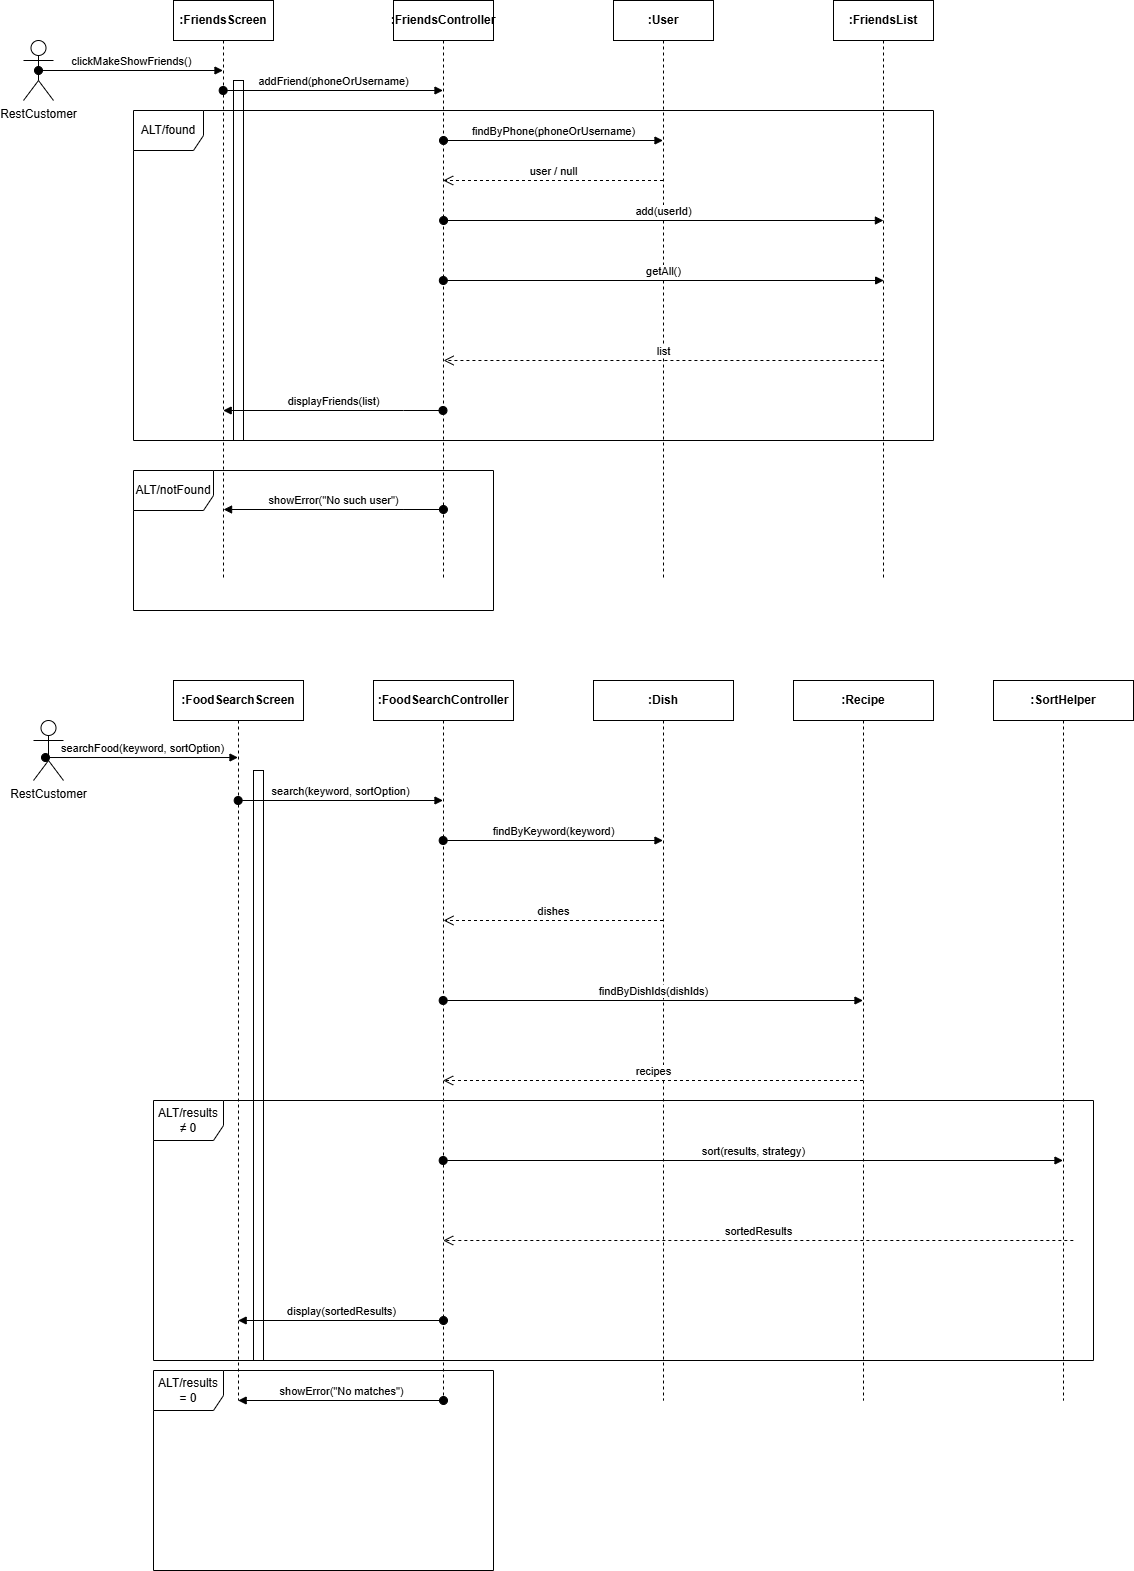 :FriendsScreen
:FriendsController
:User
:FriendsList
clickMakeShowFriends()
addFriend(phoneOrUsername)
RestCustomer
ALT/found
findByPhone(phoneOrUsername)
user / null
add(userId)
getAll()
list
displayFriends(list)
ALT/notFound
showError("No such user")
:FoodSearchScreen
:FoodSearchController
:Dish
:Recipe
:SortHelper
searchFood(keyword, sortOption)
RestCustomer
search(keyword, sortOption)
findByKeyword(keyword)
dishes
findByDishIds(dishIds)
recipes
ALT/results
≠ 0
sort(results, strategy)
sortedResults
display(sortedResults)
ALT/results
= 0
showError("No matches")